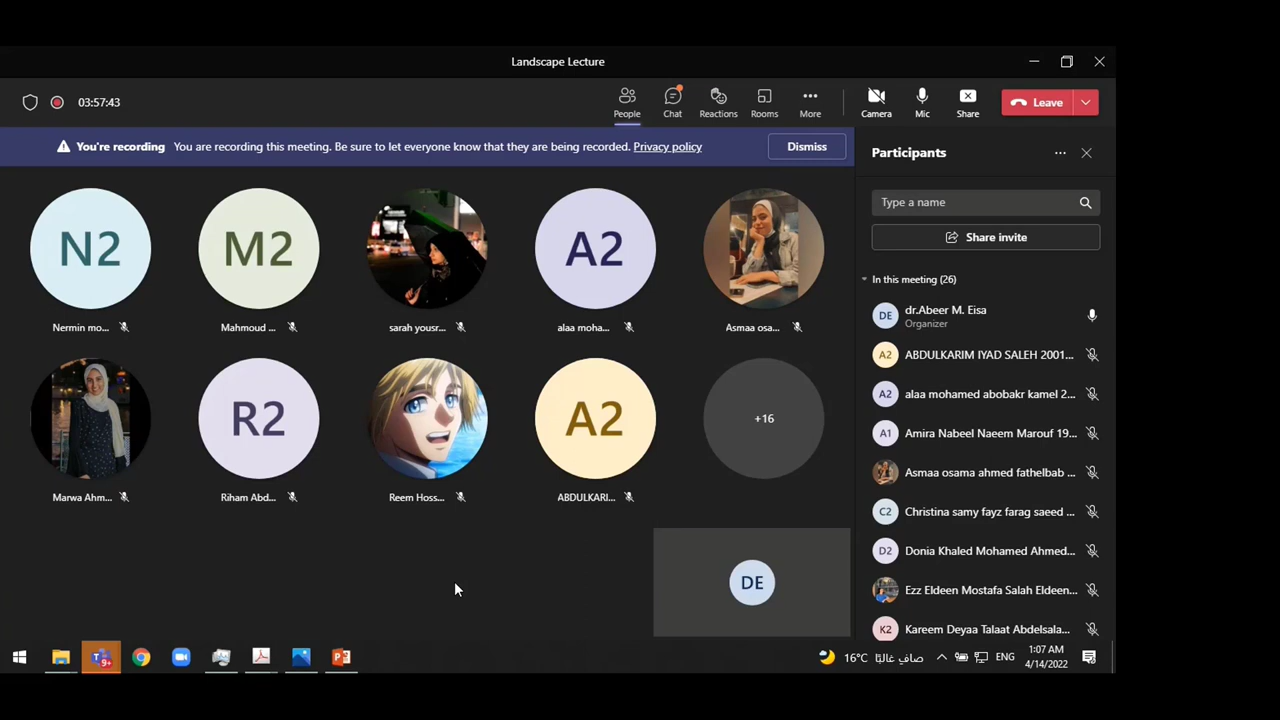 Landscape Lecture
03:57:43
People
Chat
Reactions
Rooms
More
Camera
Mic
Share
Leave
You're recording You are recording this meeting. Be sure to let everyone know that they are being recorded. Privacy policy
Dismiss
N2
M2
A2
Nermin mo...
Mahmoud ...
sarah yousr...
alaa moha...
Asmaa osa...
R2
A2
+16
Marwa Ahm...
Riham Abd...
Reem Hoss...
ABDULKARI...
DE
Participants
Type a name
Share invite
In this meeting (26)
DE
dr.Abeer M. Eisa
Organizer
A2 ABDULKARIM IYAD SALEH 2001...
A2 alaa mohamed abobakr kamel 2...
A1 Amira Nabeel Naeem Marouf 19...
Asmaa osama ahmed fathelbab ...
C2 Christina samy fayz farag saeed ...
D2 Donia Khaled Mohamed Ahmed...
Ezz Eldeen Mostafa Salah Eldeen...
K2 Kareem Deyaa Talaat Abdelsala...
9+
16°C صافٍ غالبًا
ENG
1:07 AM
4/14/2022